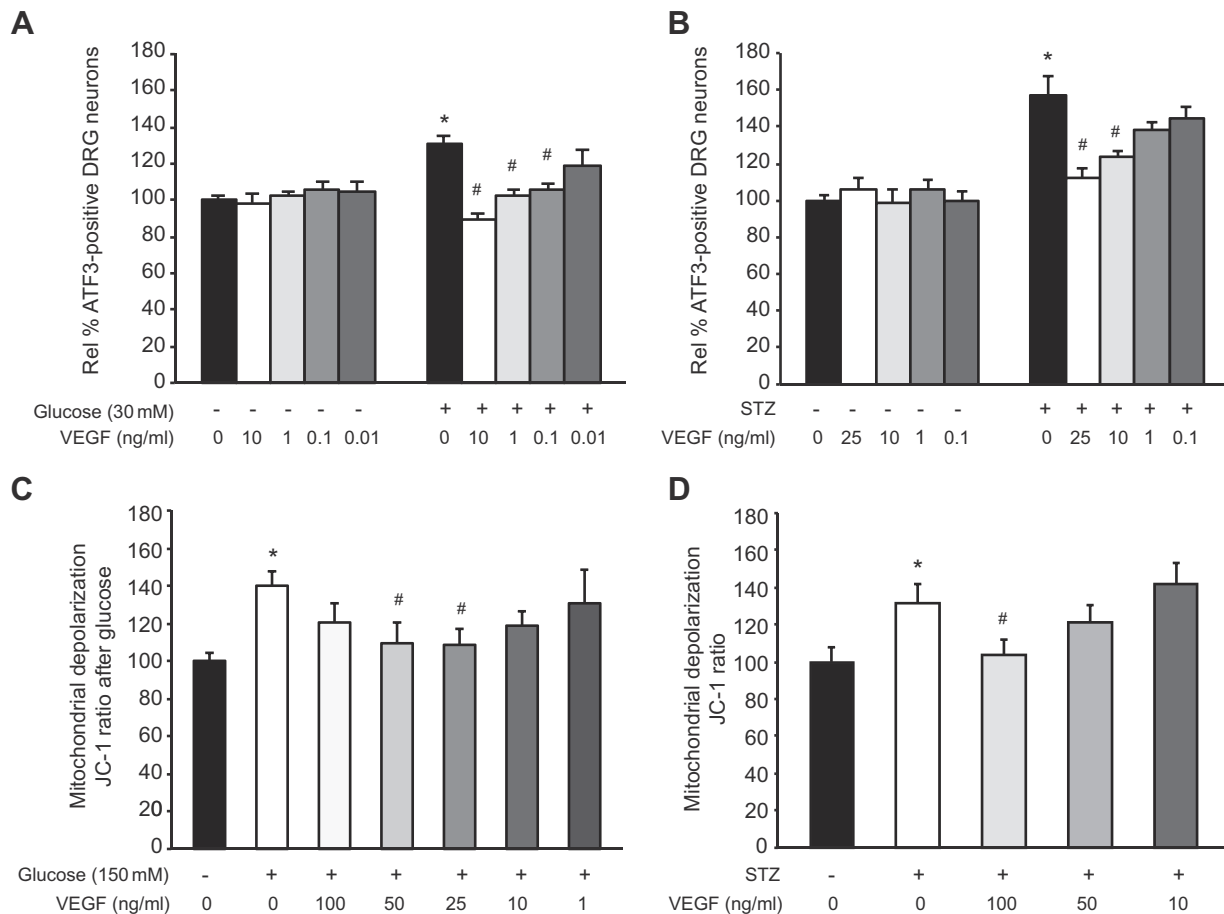 A
Rel % ATF3-positive DRG neurons
180
160
140
120
100
80
60
40
20
0
*
#
#
#
Glucose (30 mM) - - - - - + + + + +
VEGF (ng/ml) 0 10 1 0.1 0.01 0 10 1 0.1 0.01
B
Rel % ATF3-positive DRG neurons
180
160
140
120
100
80
60
40
20
0
*
#
#
STZ - - - - - + + + + +
VEGF (ng/ml) 0 25 10 1 0.1 0 25 10 1 0.1
C
Mitochondrial depolarization
JC-1 ratio after glucose
180
160
140
120
100
80
60
40
20
0
*
#
#
Glucose (150 mM) - + + + + + +
VEGF (ng/ml) 0 0 100 50 25 10 1
D
Mitochondrial depolarization
JC-1 ratio
180
160
140
120
100
80
60
40
20
0
*
#
STZ - + + + +
VEGF (ng/ml) 0 0 100 50 10